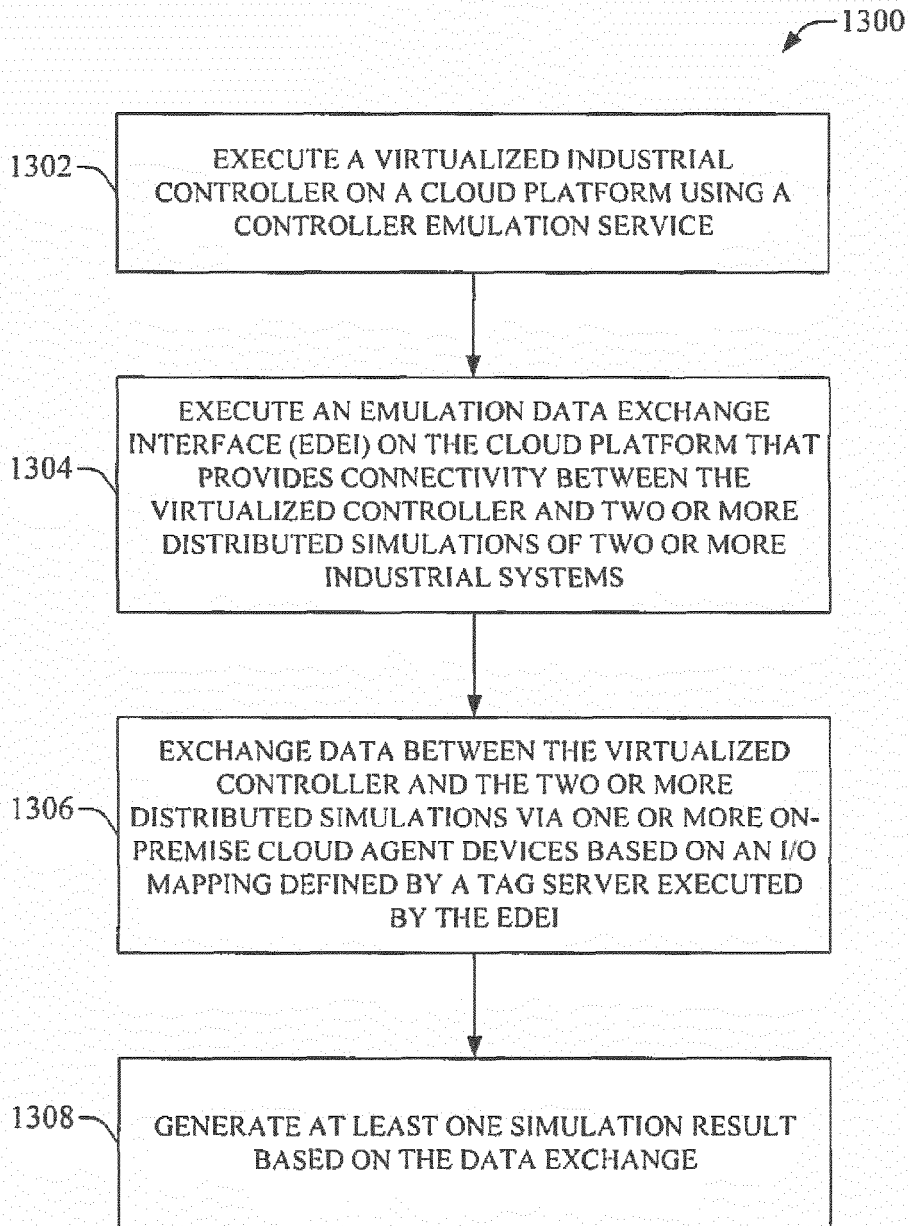 1300
1302
EXECUTE A VIRTUALIZED INDUSTRIAL
CONTROLLER ON A CLOUD PLATFORM USING A
CONTROLLER EMULATION SERVICE
1304
EXECUTE AN EMULATION DATA EXCHANGE
INTERFACE (EDEI) ON THE CLOUD PLATFORM THAT
PROVIDES CONNECTIVITY BETWEEN THE
VIRTUALIZED CONTROLLER AND TWO OR MORE
DISTRIBUTED SIMULATIONS OF TWO OR MORE
INDUSTRIAL SYSTEMS
1306
EXCHANGE DATA BETWEEN THE VIRTUALIZED
CONTROLLER AND THE TWO OR MORE
DISTRIBUTED SIMULATIONS VIA ONE OR MORE ON-
PREMISE CLOUD AGENT DEVICES BASED ON AN I/O
MAPPING DEFINED BY A TAG SERVER EXECUTED
BY THE EDEI
1308
GENERATE AT LEAST ONE SIMULATION RESULT
BASED ON THE DATA EXCHANGE